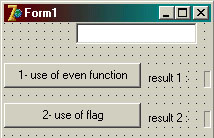 Form1
1- use of even function
result 1 :
2- use of flag
result 2 :